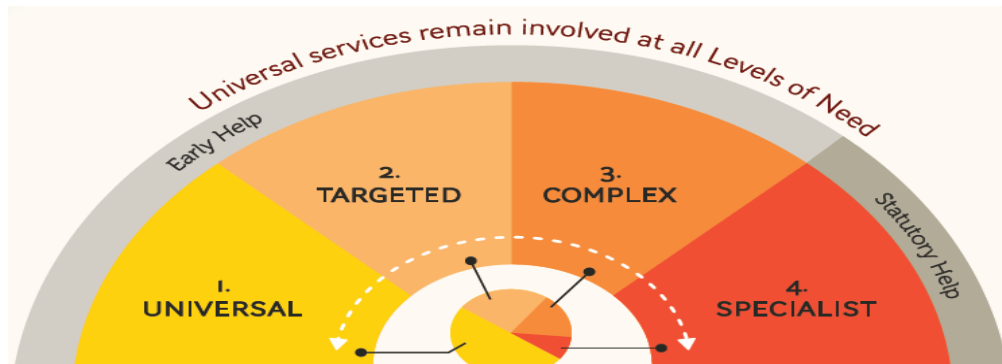 Universal services remain involved at all Levels of Need
Early Help
Statutory Help
1.
UNIVERSAL
2.
TARGETED
3.
COMPLEX
4.
SPECIALIST